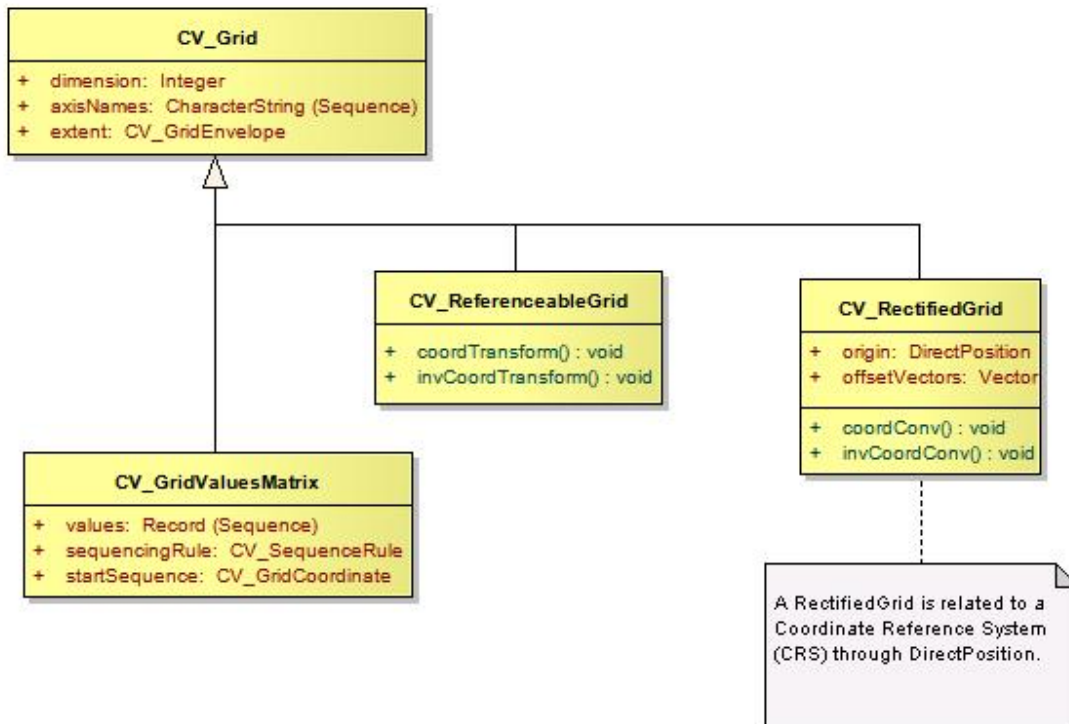 CV_Grid
+ dimension: Integer
+ axisNames: CharacterString (Sequence)
+ extent: CV_GridEnvelope
CV_ReferenceableGrid
+ coordTransform() : void
+ invCoordTransform() : void
CV_RectifiedGrid
+ origin: DirectPosition
+ offsetVectors: Vector
+ coordConv() : void
+ invCoordConv() : void
CV_GridValuesMatrix
+ values: Record (Sequence)
+ sequencingRule: CV_SequenceRule
+ startSequence: CV_GridCoordinate
A RectifiedGrid is related to a
Coordinate Reference System
(CRS) through DirectPosition.